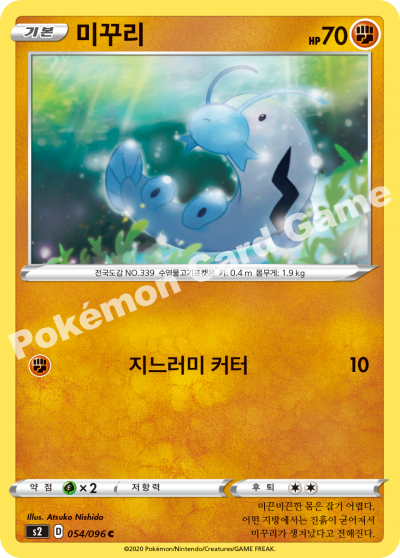 기본 미꾸리 HP 70
전국도감 NO.339 수염물고기포켓몬 키: 0.4 m 몸무게: 1.9 kg
Pokémon Card Game
지느러미 커터 10
약점 ×2 저항력 후퇴
Illus. Atsuko Nishida
s2 D 054/096 C
마끈마끈한 몸은 잡기 어렵다.
어떤 지방에서는 진흙이 굳어져서
미꾸리가 생겨났다고 전해진다.
©2020 Pokémon/Nintendo/Creatures/GAME FREAK.